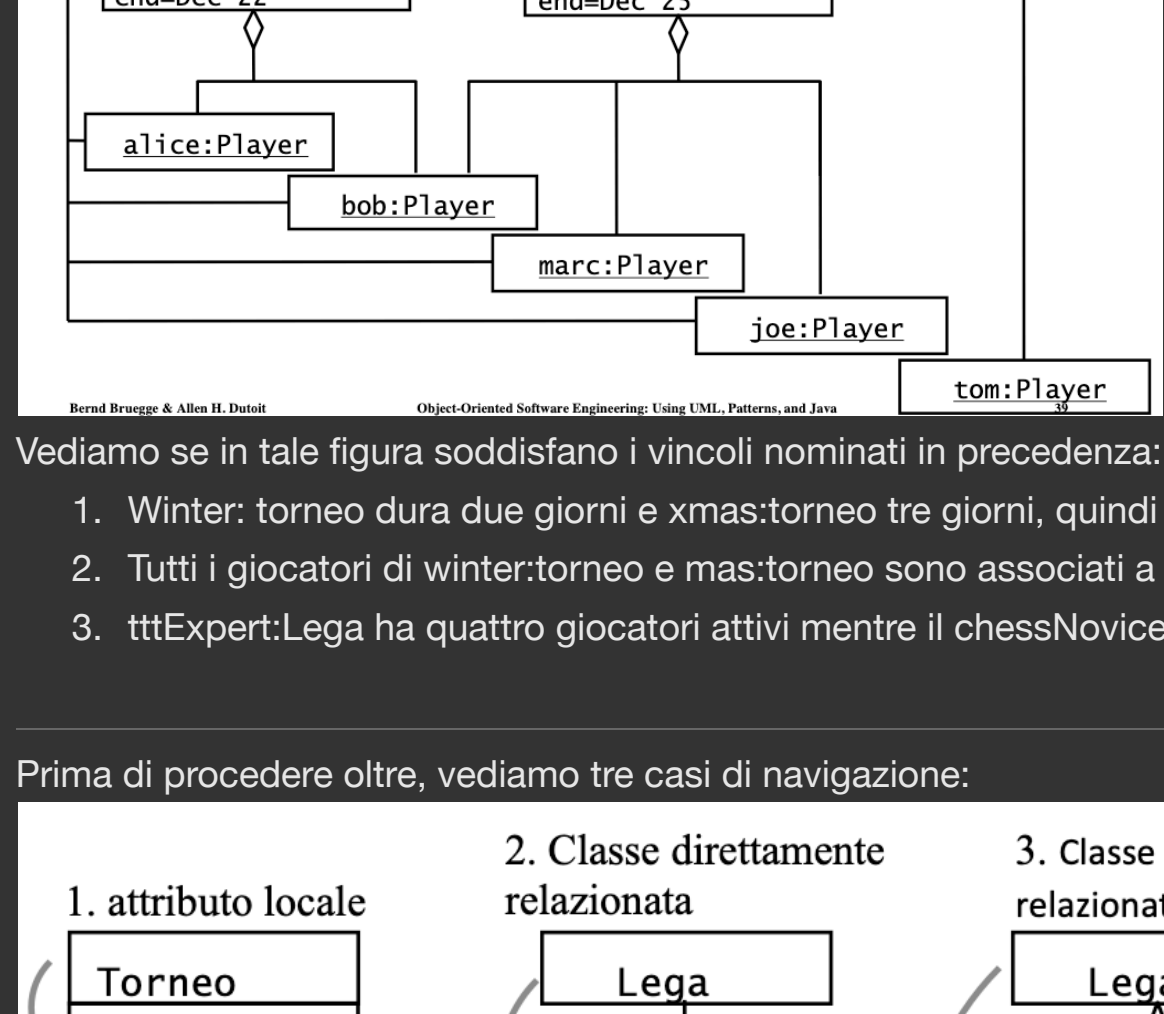 end=Dec 22
end=Dec 25
alice:Player
bob:Player
marc:Player
joe:Player
tom:Player
Bernd Bruegge & Allen H. Dutoit
Object-Oriented Software Engineering: Using UML, Patterns, and Java
39
Vediamo se in tale figura soddisfano i vincoli nominati in precedenza:
1. Winter: torneo dura due giorni e xmas:torneo tre giorni, quindi
2. Tutti i giocatori di winter:torneo e mas:torneo sono associati a
3. tttExpert:Lega ha quattro giocatori attivi mentre il chessNovice
Prima di procedere oltre, vediamo tre casi di navigazione:
1. attributo locale
Torneo
2. Classe direttamente
relazionata
Lega
3. Classe
relazionat
Lega